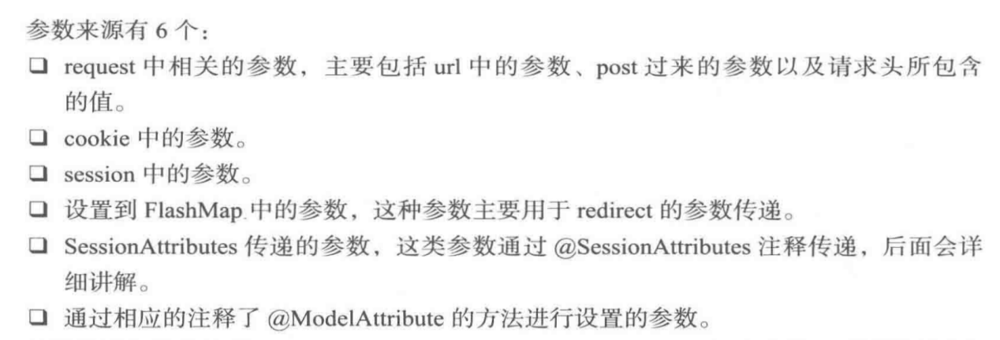 参数来源有 6 个：
❑ request 中相关的参数，主要包括 url 中的参数、post 过来的参数以及请求头所包含
的值。
❑ cookie 中的参数。
❑ session 中的参数。
❑ 设置到 FlashMap 中的参数，这种参数主要用于 redirect 的参数传递。
❑ SessionAttributes 传递的参数，这类参数通过 @SessionAttributes 注释传递，后面会详
细讲解。
❑ 通过相应的注释了 @ModelAttribute 的方法进行设置的参数。